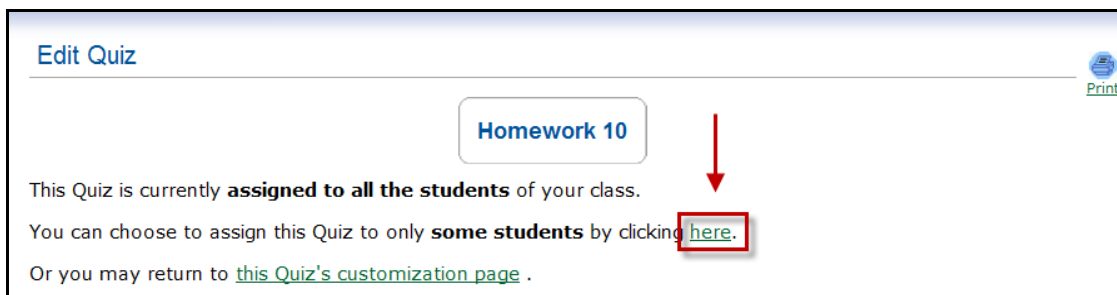 Edit Quiz
Print
Homework 10
This Quiz is currently assigned to all the students of your class.
You can choose to assign this Quiz to only some students by clicking here.
Or you may return to this Quiz's customization page .